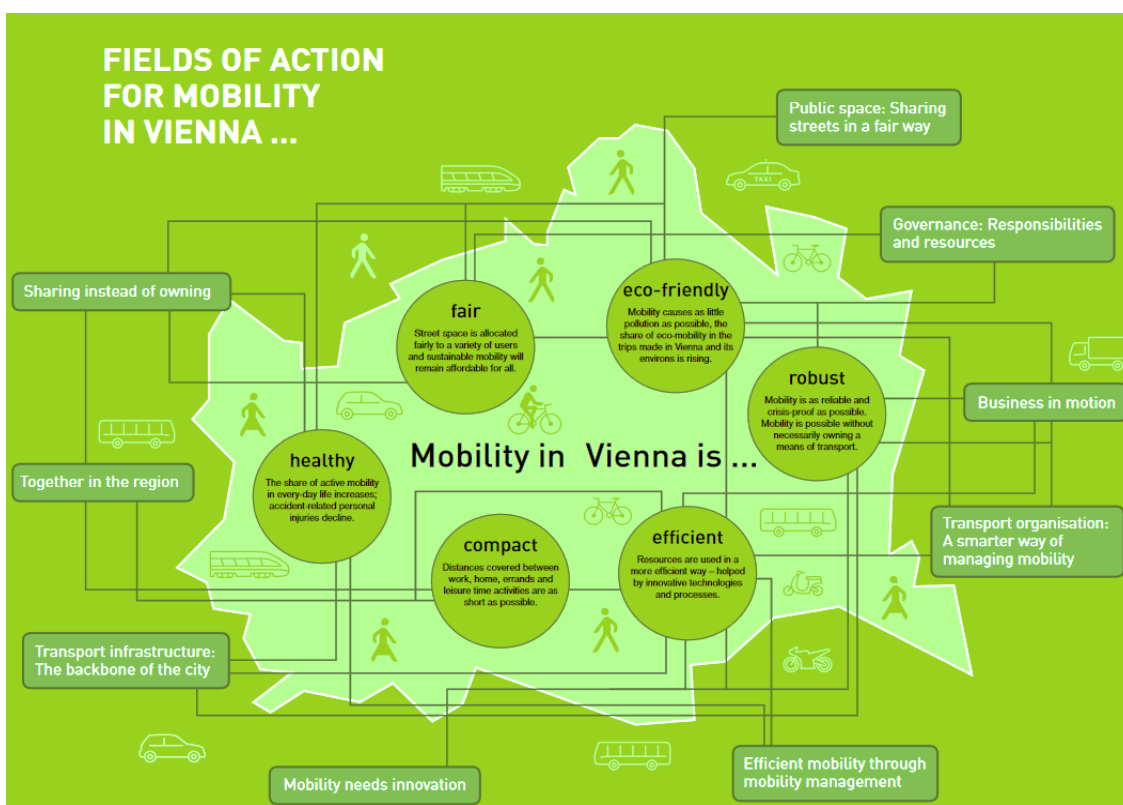 FIELDS OF ACTION
FOR MOBILITY
IN VIENNA ...
Public space: Sharing
streets in a fair way
TAXI
Governance: Responsibilities
and resources
Sharing instead of owning
fair
Street space is allocated
fairly to a variety of users
and sustainable mobility will
remain affordable for all.
eco-friendly
Mobility causes as little
pollution as possible, the
share of eco-mobility in the
trips made in Vienna and its
environs is rising.
robust
Mobility is as reliable and
crisis-proof as possible.
Mobility is possible without
necessarily owning a
means of transport.
Business in motion
Mobility in Vienna is ...
healthy
The share of active mobility
in every-day life increases;
accident-related personal
injuries decline.
Together in the region
compact
Distances covered between
work, home, errands and
leisure time activities are as
short as possible.
efficient
Resources are used in a
more efficient way – helped
by innovative technologies
and processes.
Transport organisation:
A smarter way of
managing mobility
Transport infrastructure:
The backbone of the city
Mobility needs innovation
Efficient mobility through
mobility management